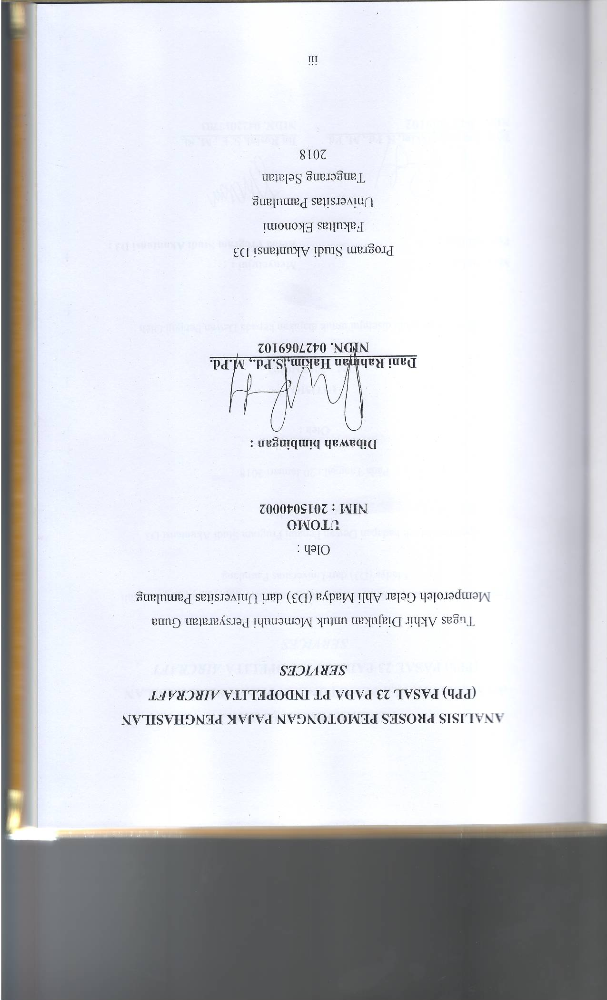 ANALISIS PROSES PEMOTONGAN PAJAK PENGHASILAN
(PPh) PASAL 23 PADA PT INDOPELITA AIRCRAFT
SERVICES
Tugas Akhir Diajukan untuk Memenuhi Persyaratan Guna
Memperoleh Gelar Ahli Madya (D3) dari Universitas Pamulang
Oleh :
UTOMO
NIM : 2015040002
Dibawah bimbingan :
Dani Rahman Hakim, S.Pd., M.Pd.
NIDN. 0427069102
Program Studi Akuntansi D3
Fakultas Ekonomi
Universitas Pamulang
Tangerang Selatan
2018
iii